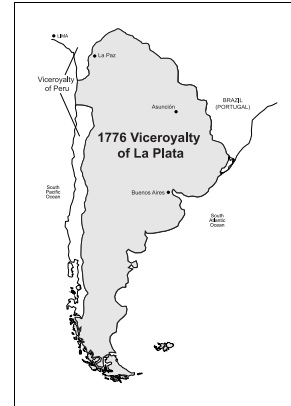 LIMA
La Paz
Viceroyalty
of Peru
Asunción
BRAZIL
(PORTUGAL)
1776 Viceroyalty
of La Plata
South
Pacific
Ocean
Buenos Aires
South
Atlantic
Ocean